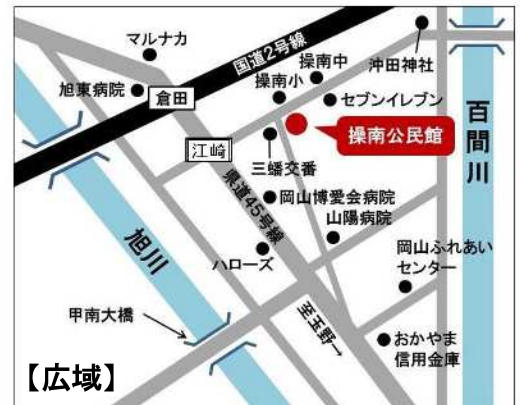 マルナカ
国道2号線
沖田神社
操南中
操南小
旭東病院
倉田
セブンイレブン
百間川
操南公民館
江崎
三蟠交番
県道45号線
岡山博愛会病院
山陽病院
旭川
ハローズ
岡山ふれあい
センター
甲南大橋
至玉野→
おかやま
信用金庫
【広域】